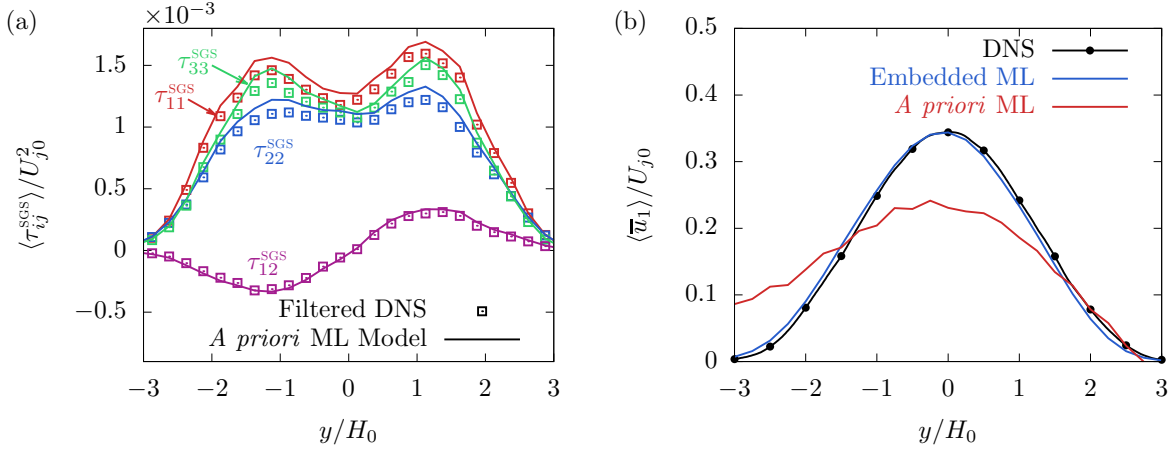 (a)
×10⁻³
⟨τᵢⱼ^SGS⟩/U²ⱼ₀
1.5
1
0.5
0
−0.5
τ₃₃^SGS
τ₁₁^SGS
τ₂₂^SGS
τ₁₂^SGS
Filtered DNS
A priori ML Model
−3 −2 −1 0 1 2 3
y/H₀
(b)
⟨u̅₁⟩/Uⱼ₀
0.5
0.4
0.3
0.2
0.1
0
DNS
Embedded ML
A priori ML
−3 −2 −1 0 1 2 3
y/H₀